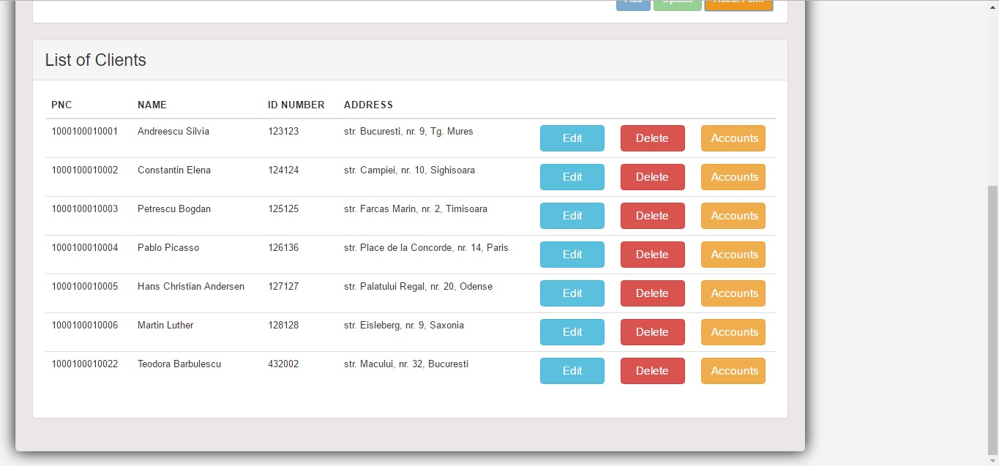 Add Update Reset Form
List of Clients
PNC NAME ID NUMBER ADDRESS
1000100010001 Andreescu Silvia 123123 str. Bucuresti, nr. 9, Tg. Mures Edit Delete Accounts
1000100010002 Constantin Elena 124124 str. Campiei, nr. 10, Sighisoara Edit Delete Accounts
1000100010003 Petrescu Bogdan 125125 str. Farcas Marin, nr. 2, Timisoara Edit Delete Accounts
1000100010004 Pablo Picasso 126136 str. Place de la Concorde, nr. 14, Paris Edit Delete Accounts
1000100010005 Hans Christian Andersen 127127 str. Palatului Regal, nr. 20, Odense Edit Delete Accounts
1000100010006 Martin Luther 128128 str. Eisleberg, nr. 9, Saxonia Edit Delete Accounts
1000100010022 Teodora Barbulescu 432002 str. Macului, nr. 32, Bucuresti Edit Delete Accounts